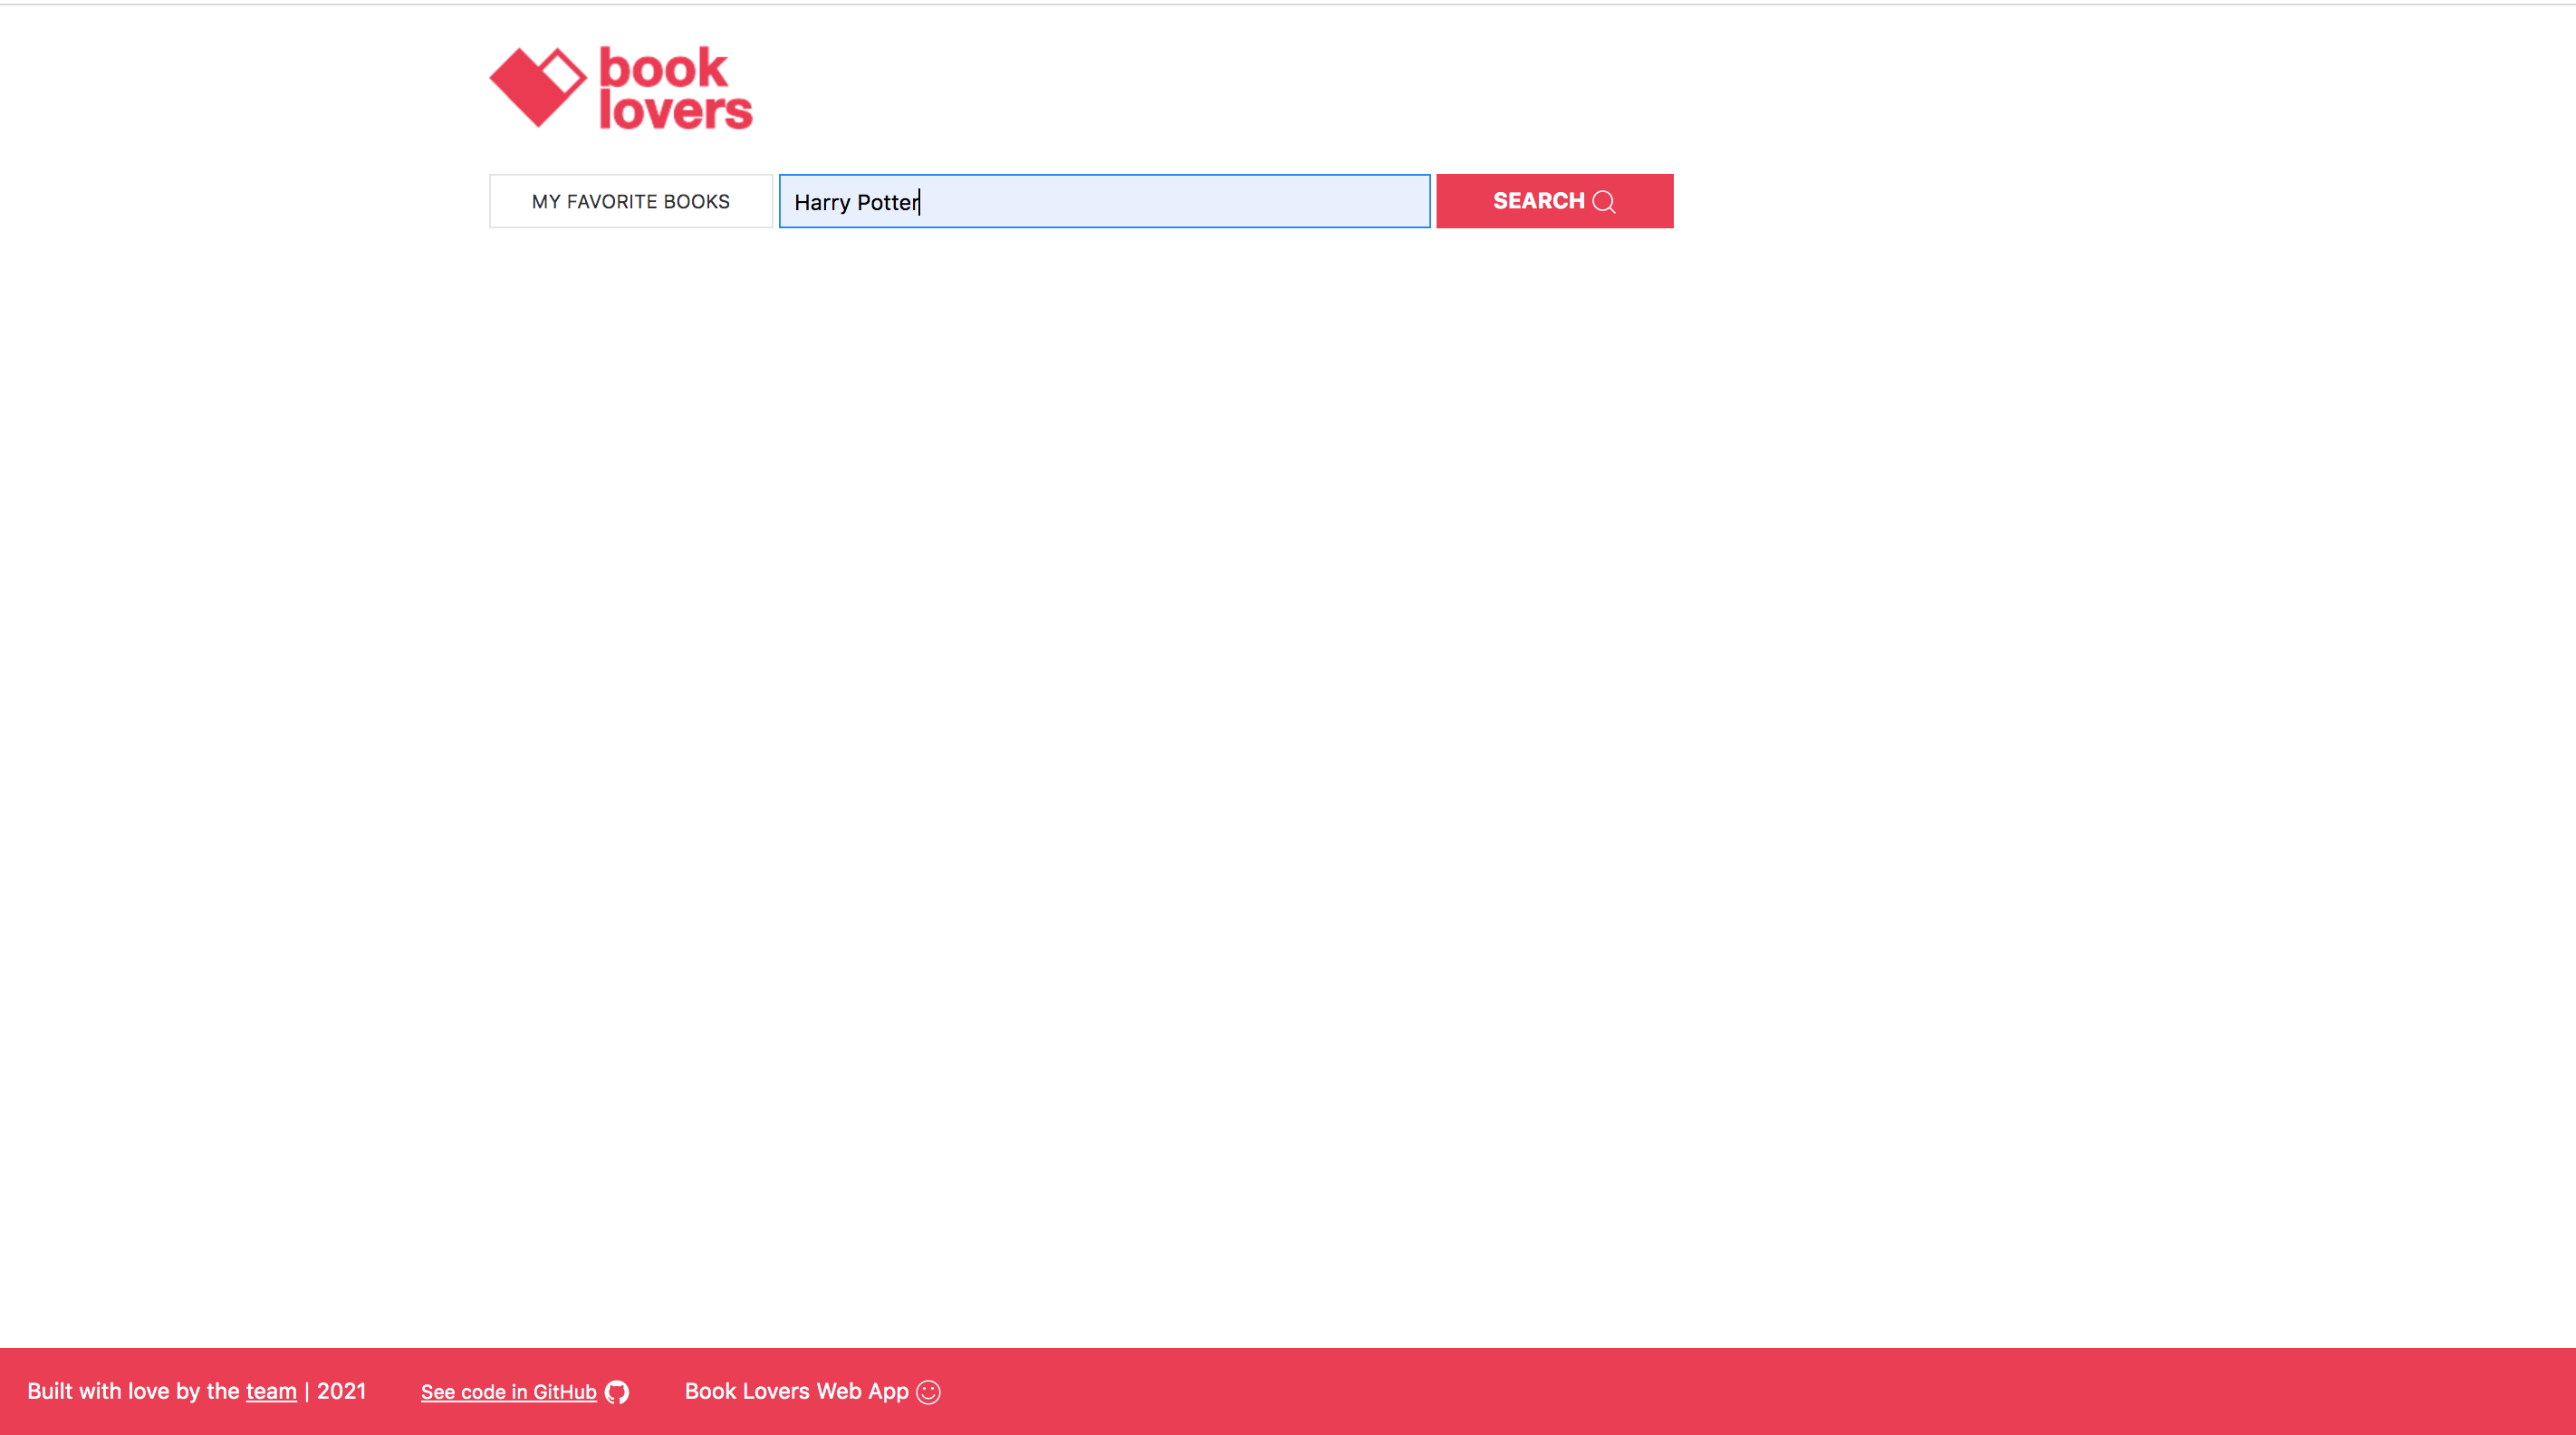 book
lovers
MY FAVORITE BOOKS
Harry Potter
SEARCH
Built with love by the team | 2021
See code in GitHub
Book Lovers Web App